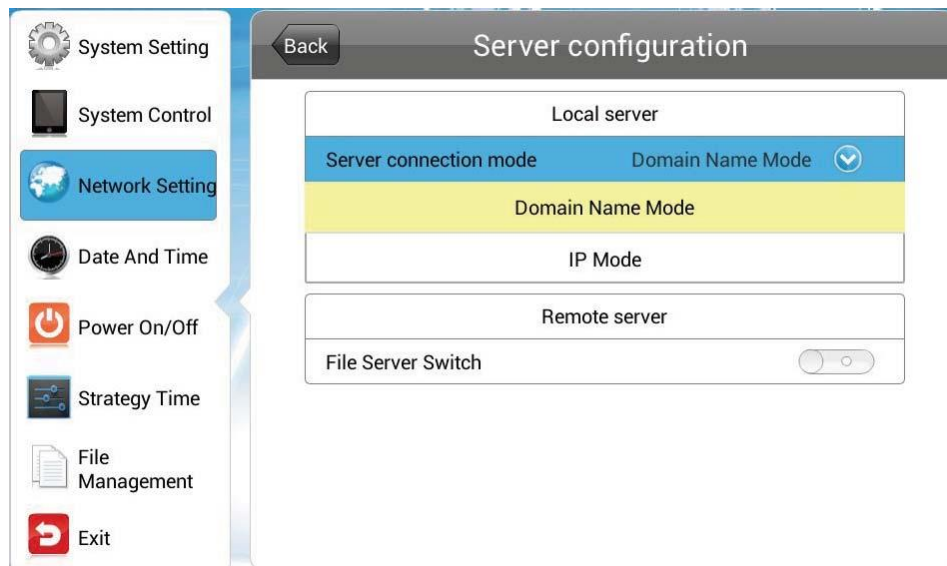 System Setting
System Control
Network Setting
Date And Time
Power On/Off
Strategy Time
File
Management
Exit
Back
Server configuration
Local server
Server connection mode Domain Name Mode
Domain Name Mode
IP Mode
Remote server
File Server Switch